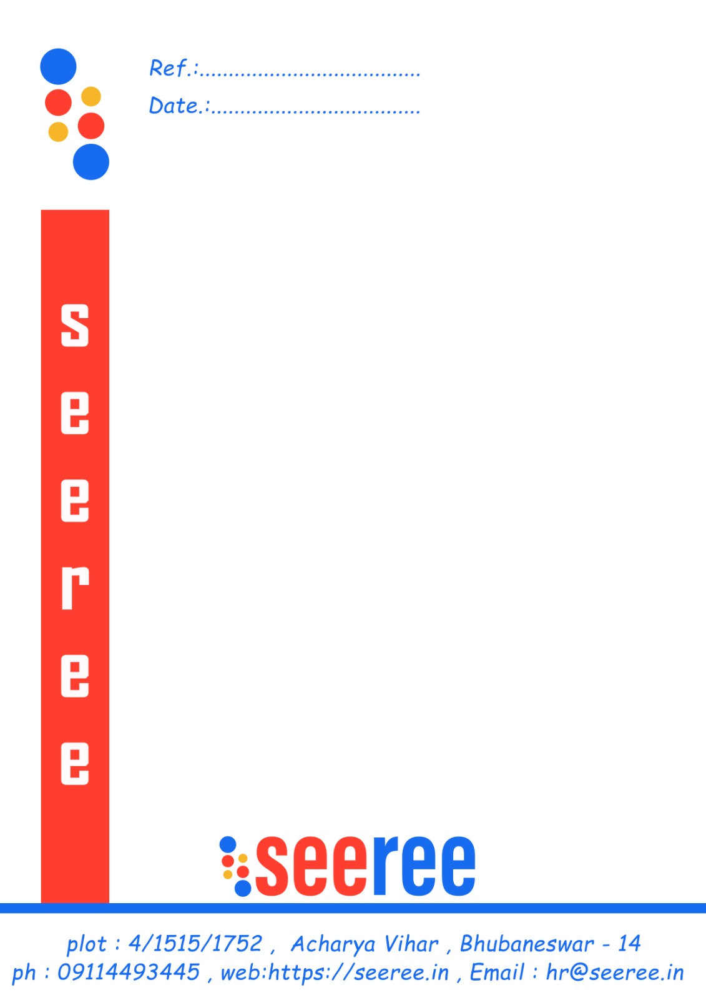 Ref.:......................................
Date.:....................................
s
e
e
r
e
e
seeree
plot : 4/1515/1752 , Acharya Vihar , Bhubaneswar - 14
ph : 09114493445 , web:https://seeree.in , Email : hr@seeree.in